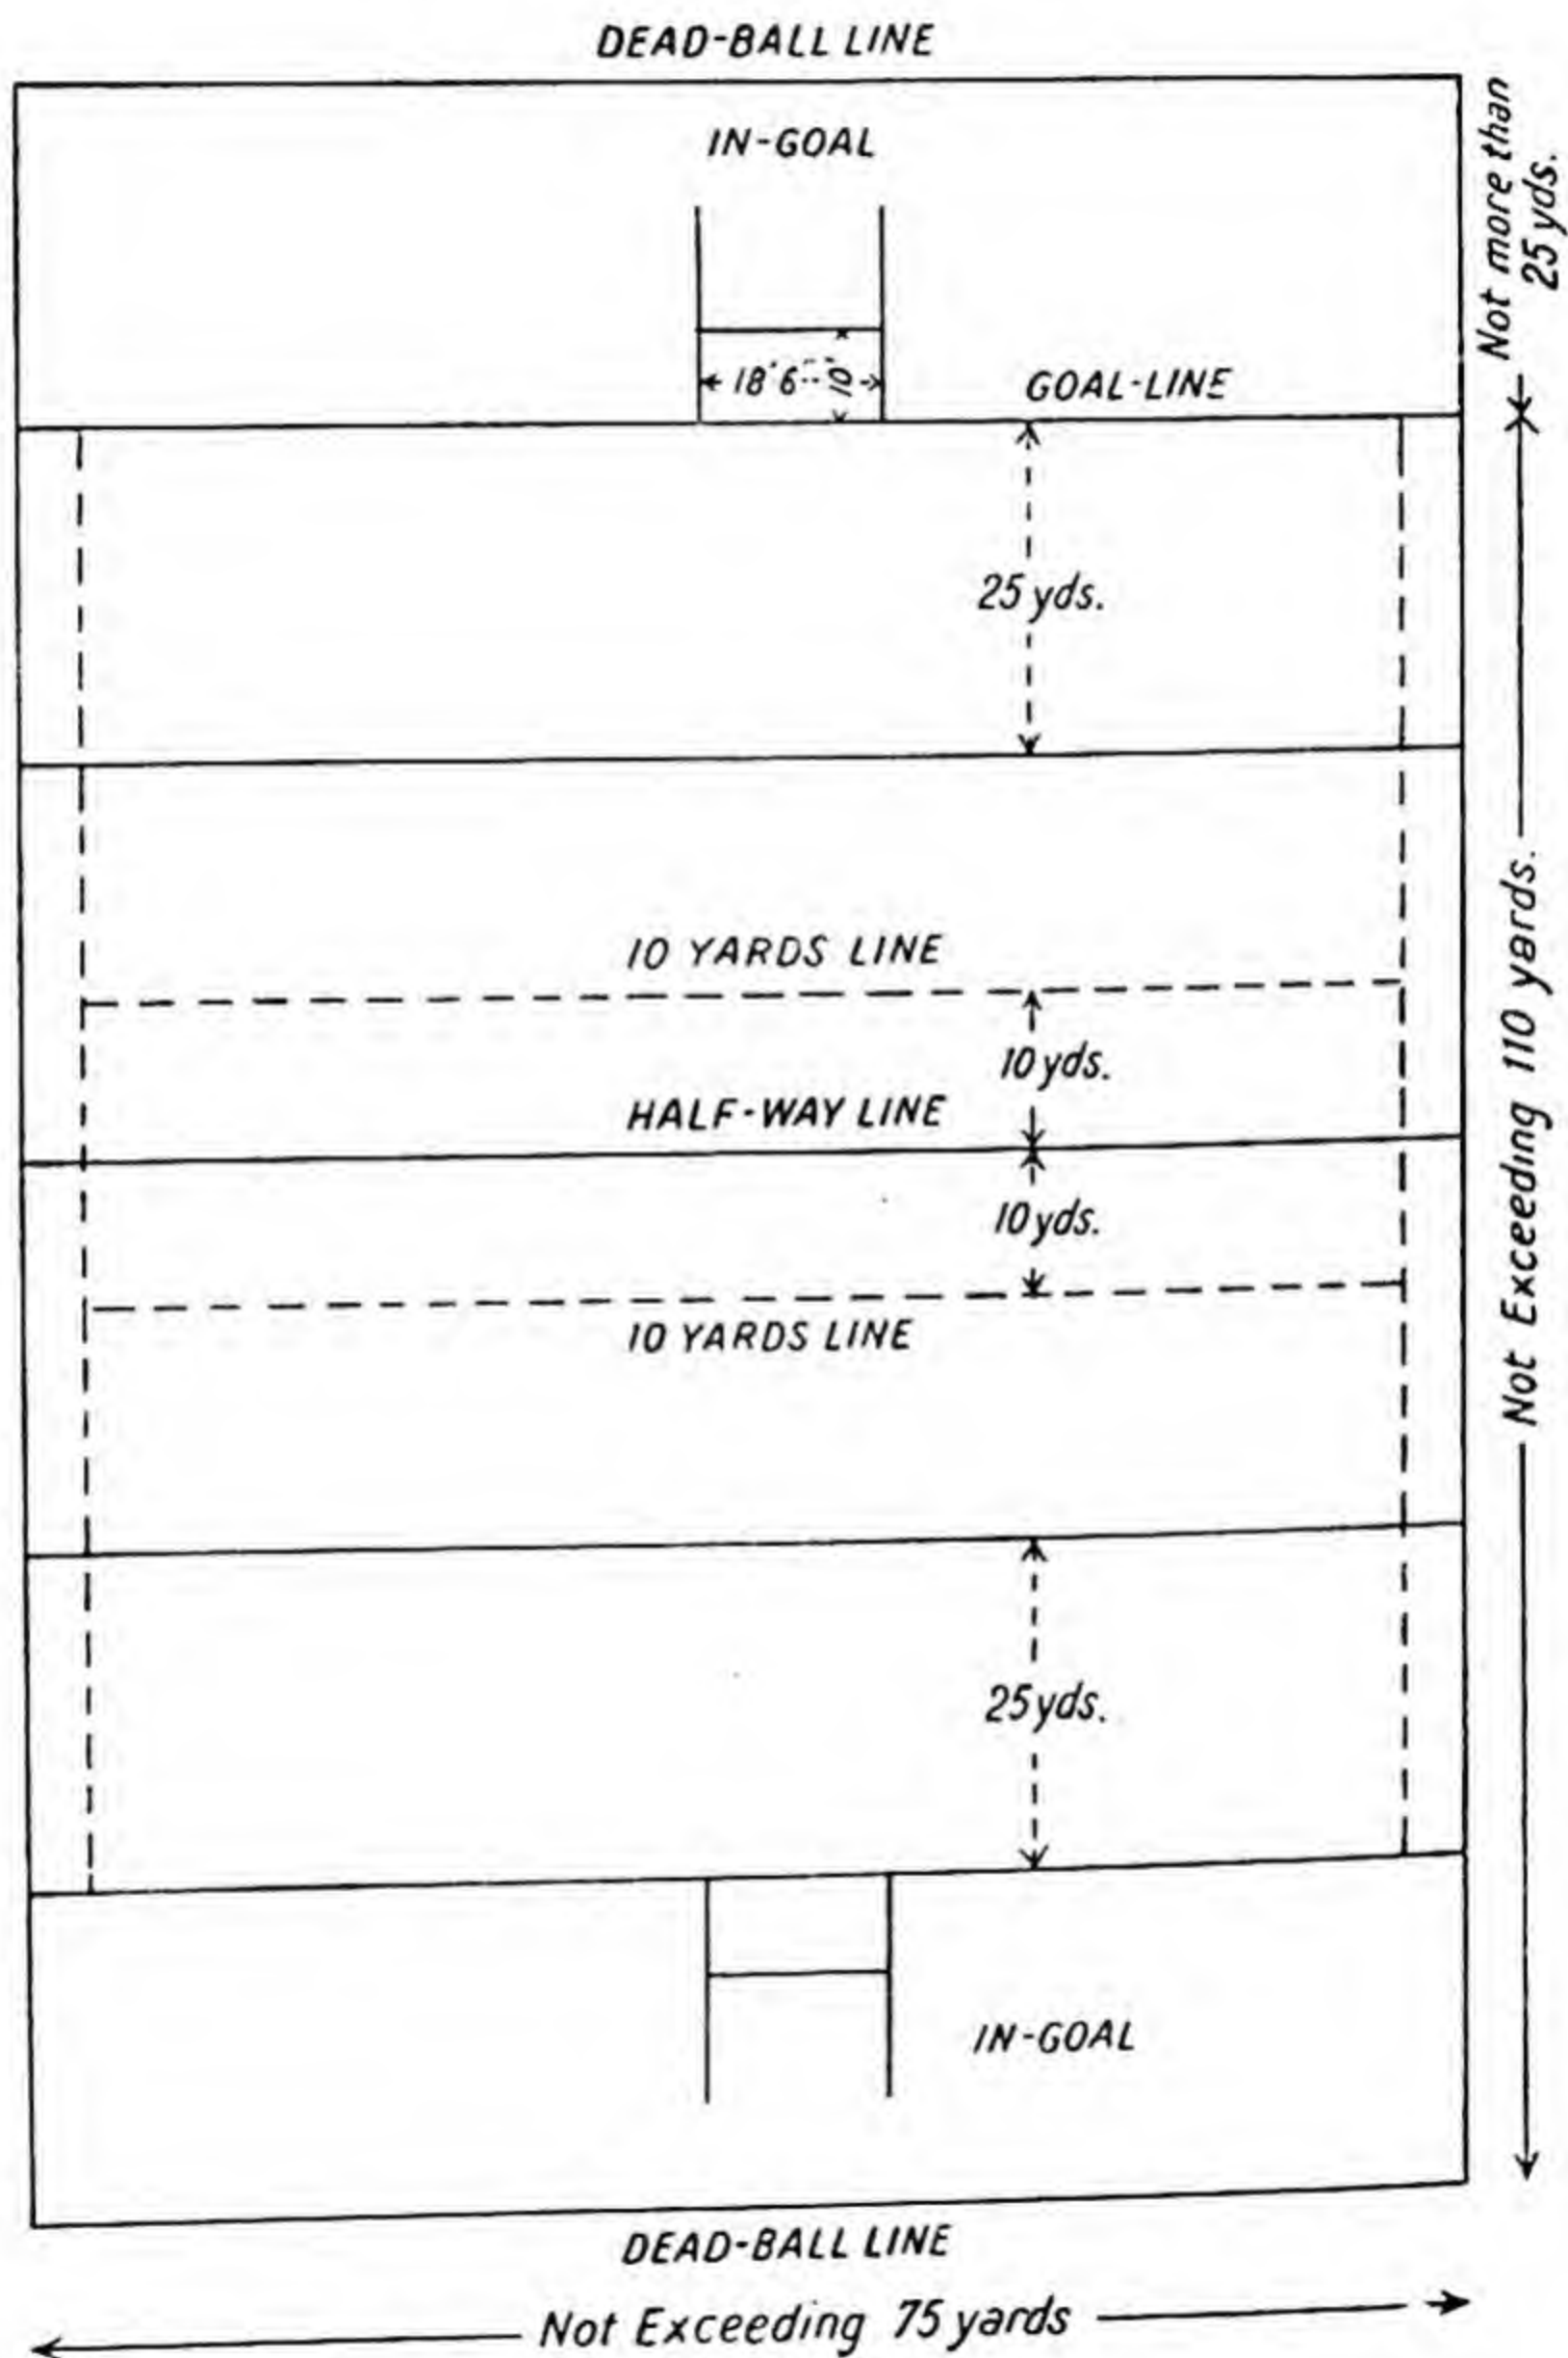 DEAD-BALL LINE
IN-GOAL
Not more than
25 yds.
18'6"
10'
GOAL-LINE
25 yds.
10 YARDS LINE
10 yds.
HALF-WAY LINE
10 yds.
10 YARDS LINE
Not Exceeding 110 yards.
25 yds.
IN-GOAL
DEAD-BALL LINE
Not Exceeding 75 yards